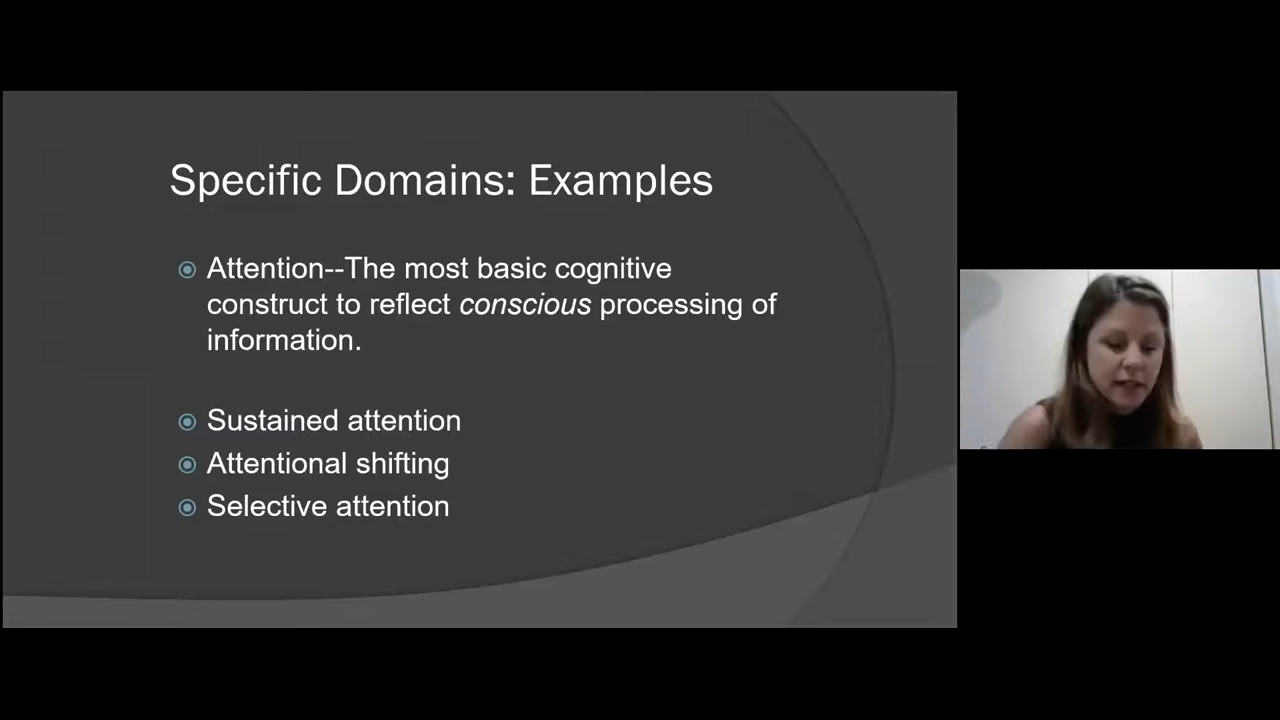 Specific Domains: Examples
Attention--The most basic cognitive
construct to reflect conscious processing of
information.
Sustained attention
Attentional shifting
Selective attention